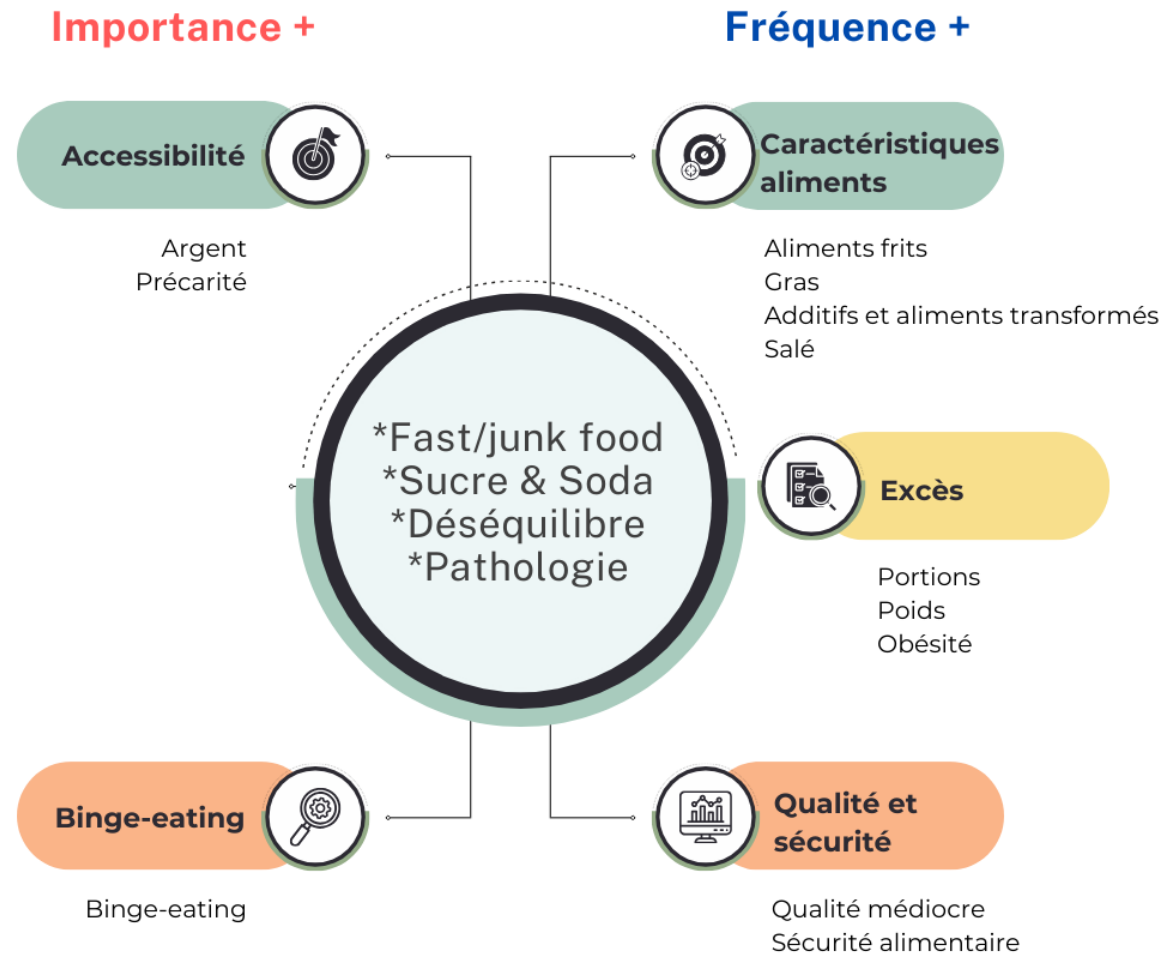 Importance +
Fréquence +
Accessibilité
Argent
Précarité
Caractéristiques
aliments
Aliments frits
Gras
Additifs et aliments transformés
Salé
*Fast/junk food
*Sucre & Soda
*Déséquilibre
*Pathologie
Excès
Portions
Poids
Obésité
Binge-eating
Binge-eating
Qualité et
sécurité
Qualité médiocre
Sécurité alimentaire